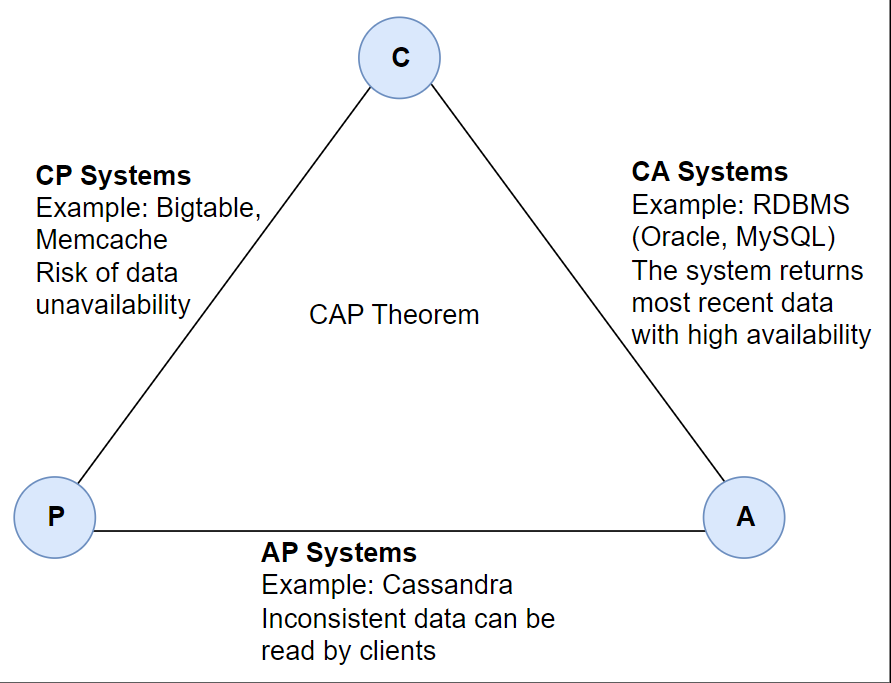 C
CP Systems
Example: Bigtable,
Memcache
Risk of data
unavailability
CA Systems
Example: RDBMS
(Oracle, MySQL)
The system returns
most recent data
with high availability
CAP Theorem
P
A
AP Systems
Example: Cassandra
Inconsistent data can be
read by clients